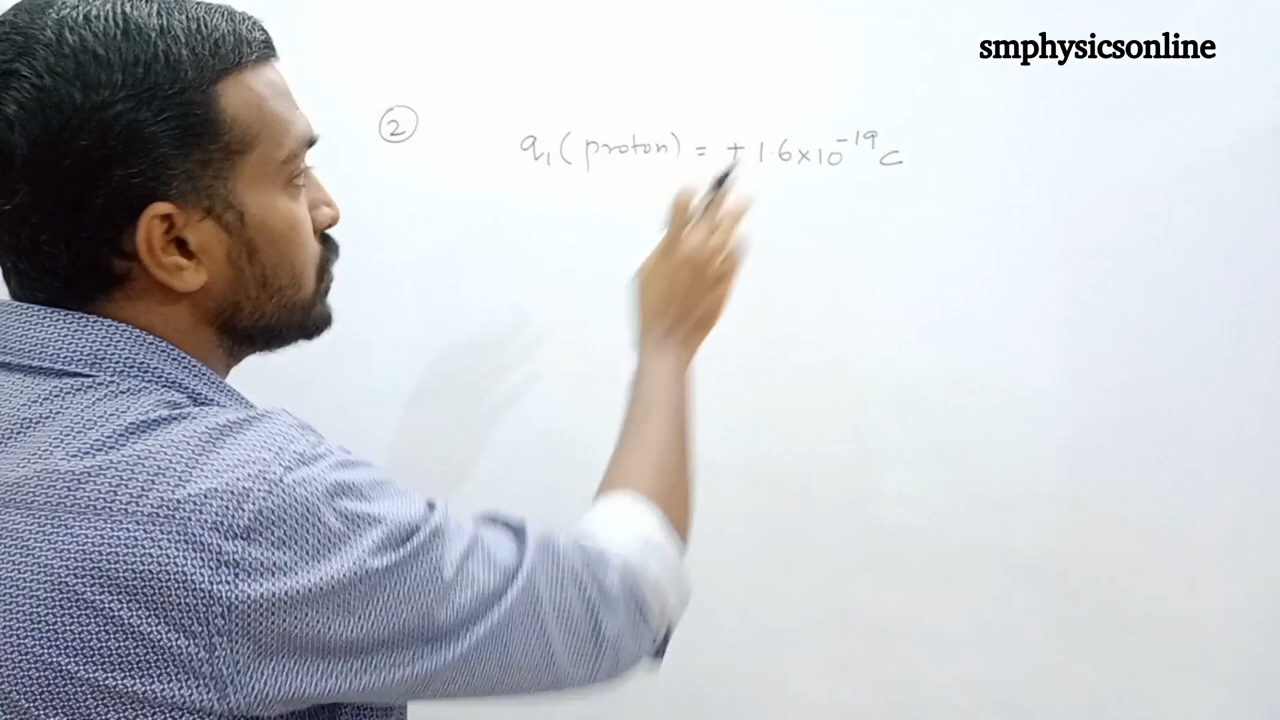 smphysicsonline
② q₁ (proton) = + 1.6 × 10⁻¹⁹ C